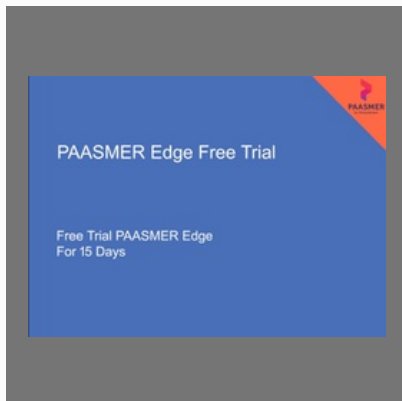 PAASMER
PAASMER Edge Free Trial
Free Trial PAASMER Edge
For 15 Days